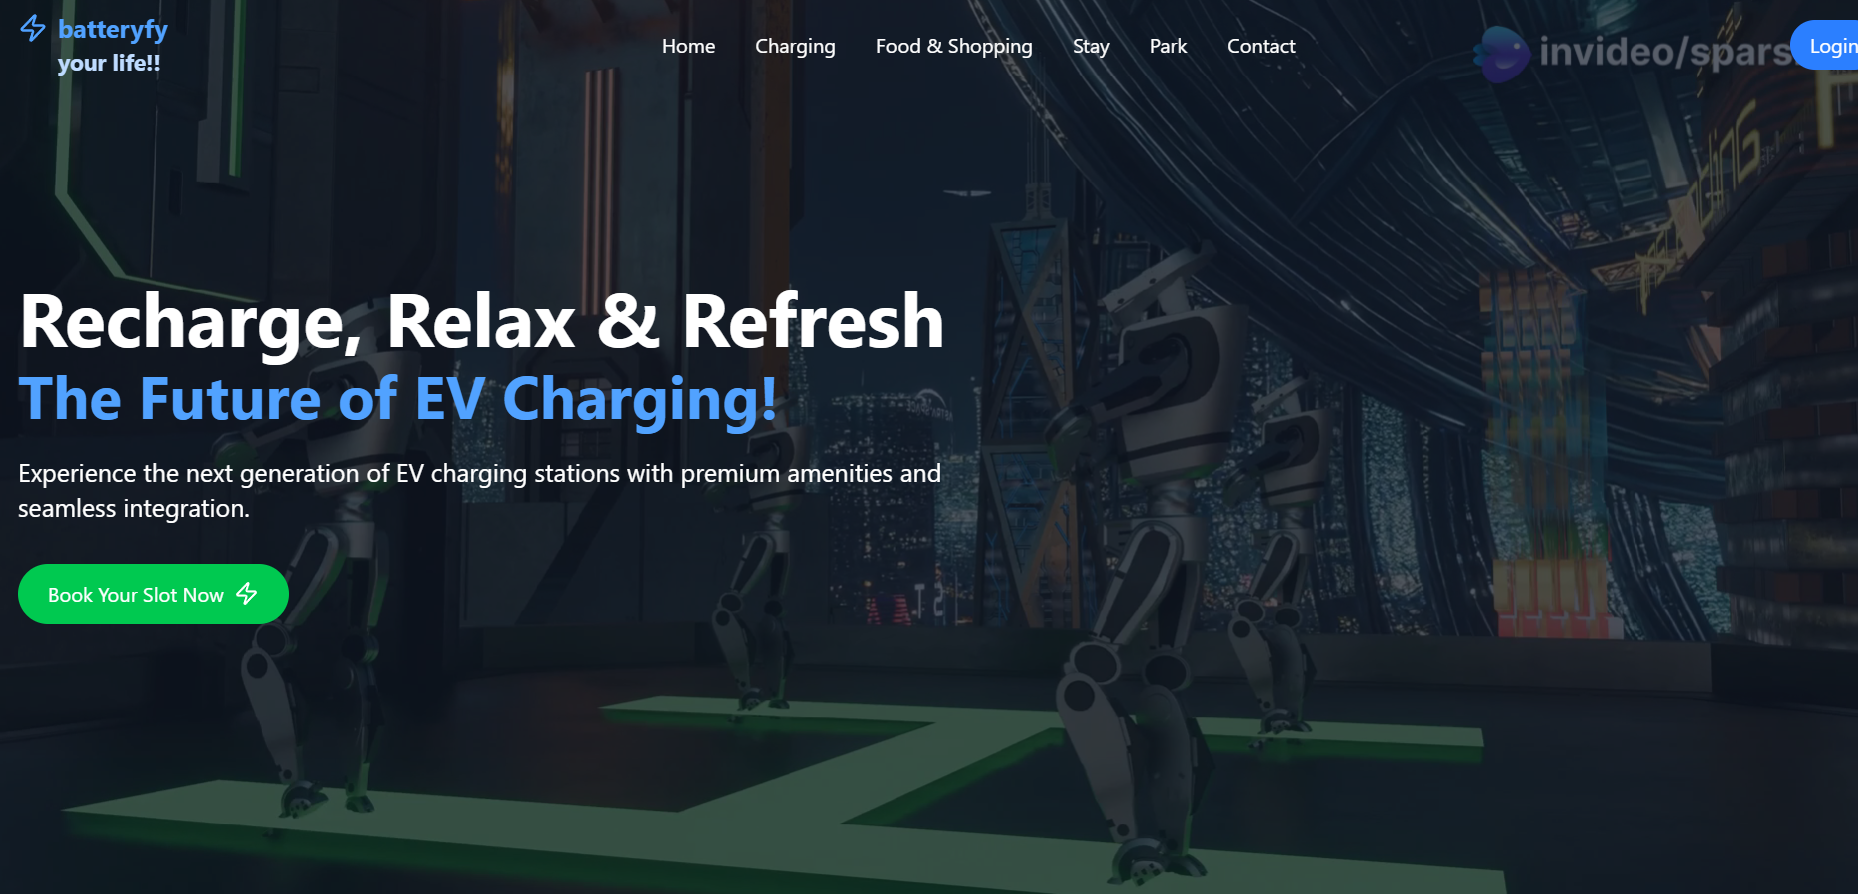 batteryfy
your life!!
Home Charging Food & Shopping Stay Park Contact
invideo/spars
Login
Recharge, Relax & Refresh
The Future of EV Charging!
Experience the next generation of EV charging stations with premium amenities and
seamless integration.
Book Your Slot Now